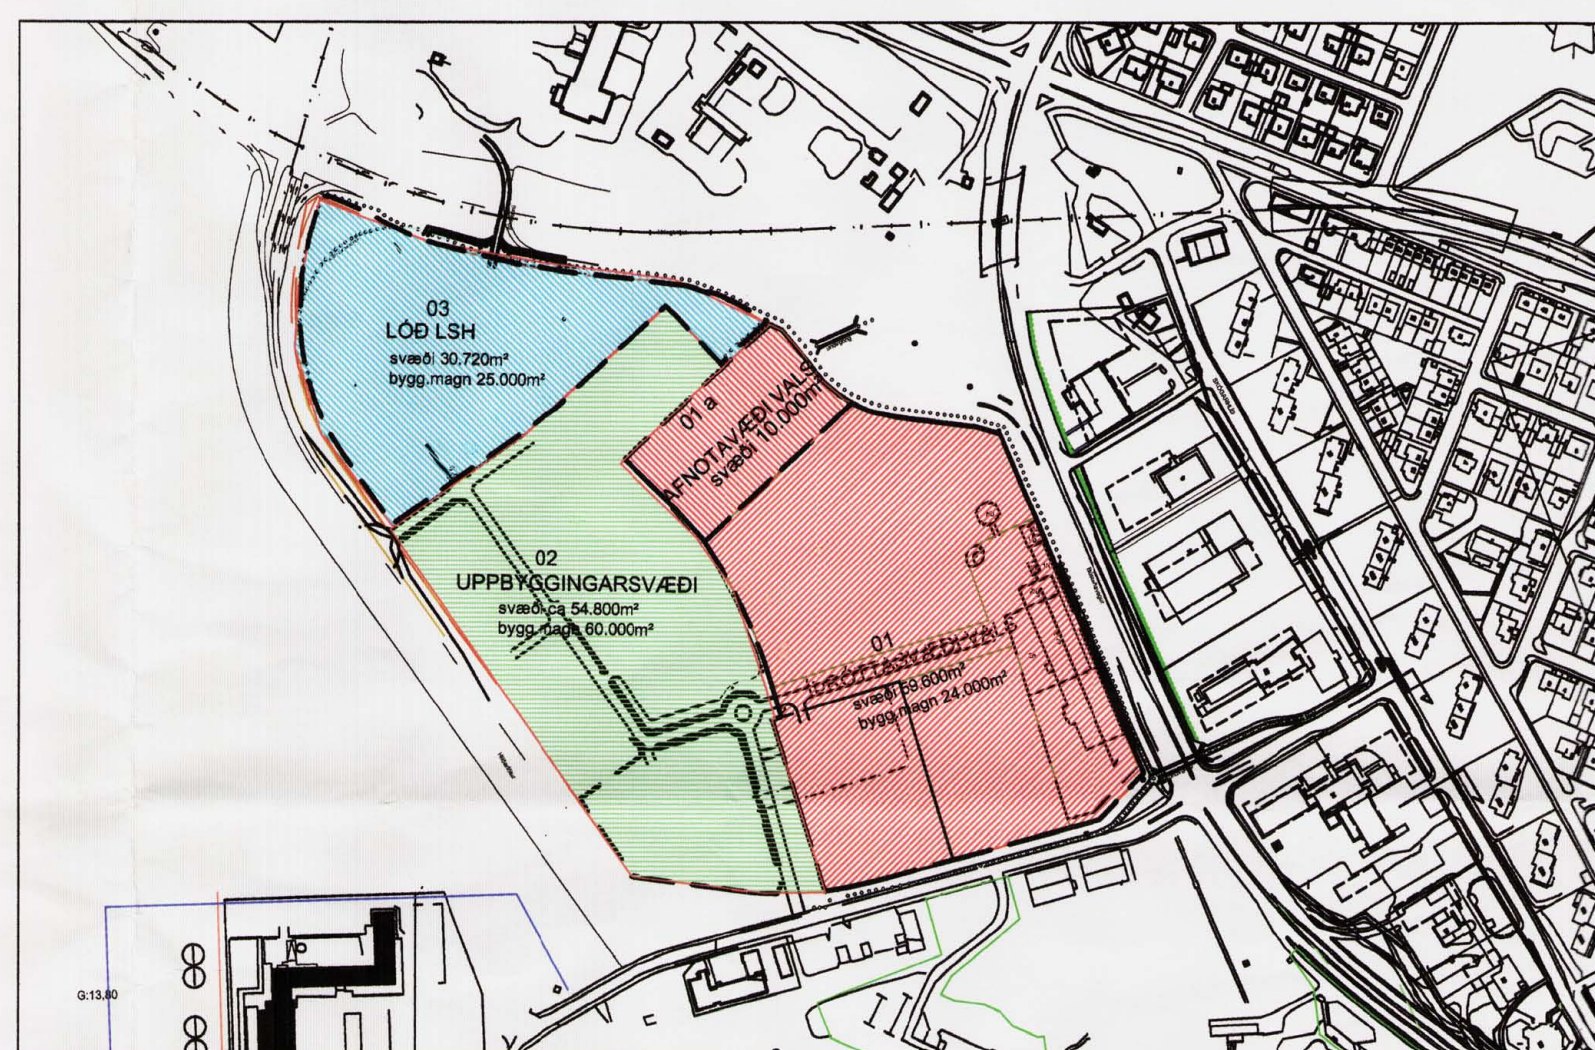 03
LÓÐ LSH
svæði 30.720m²
bygg.magn 25.000m²
01 a
AFNOTAVÆÐI VALS
svæði 10.000m²
02
UPPBYGGINGARSVÆÐI
svæði ca 54.800m²
bygg.magn 60.000m²
01
ÍÞRÓTTASVÆÐI VALS
svæði 59.600m²
bygg.magn 24.000m²
G:13,80